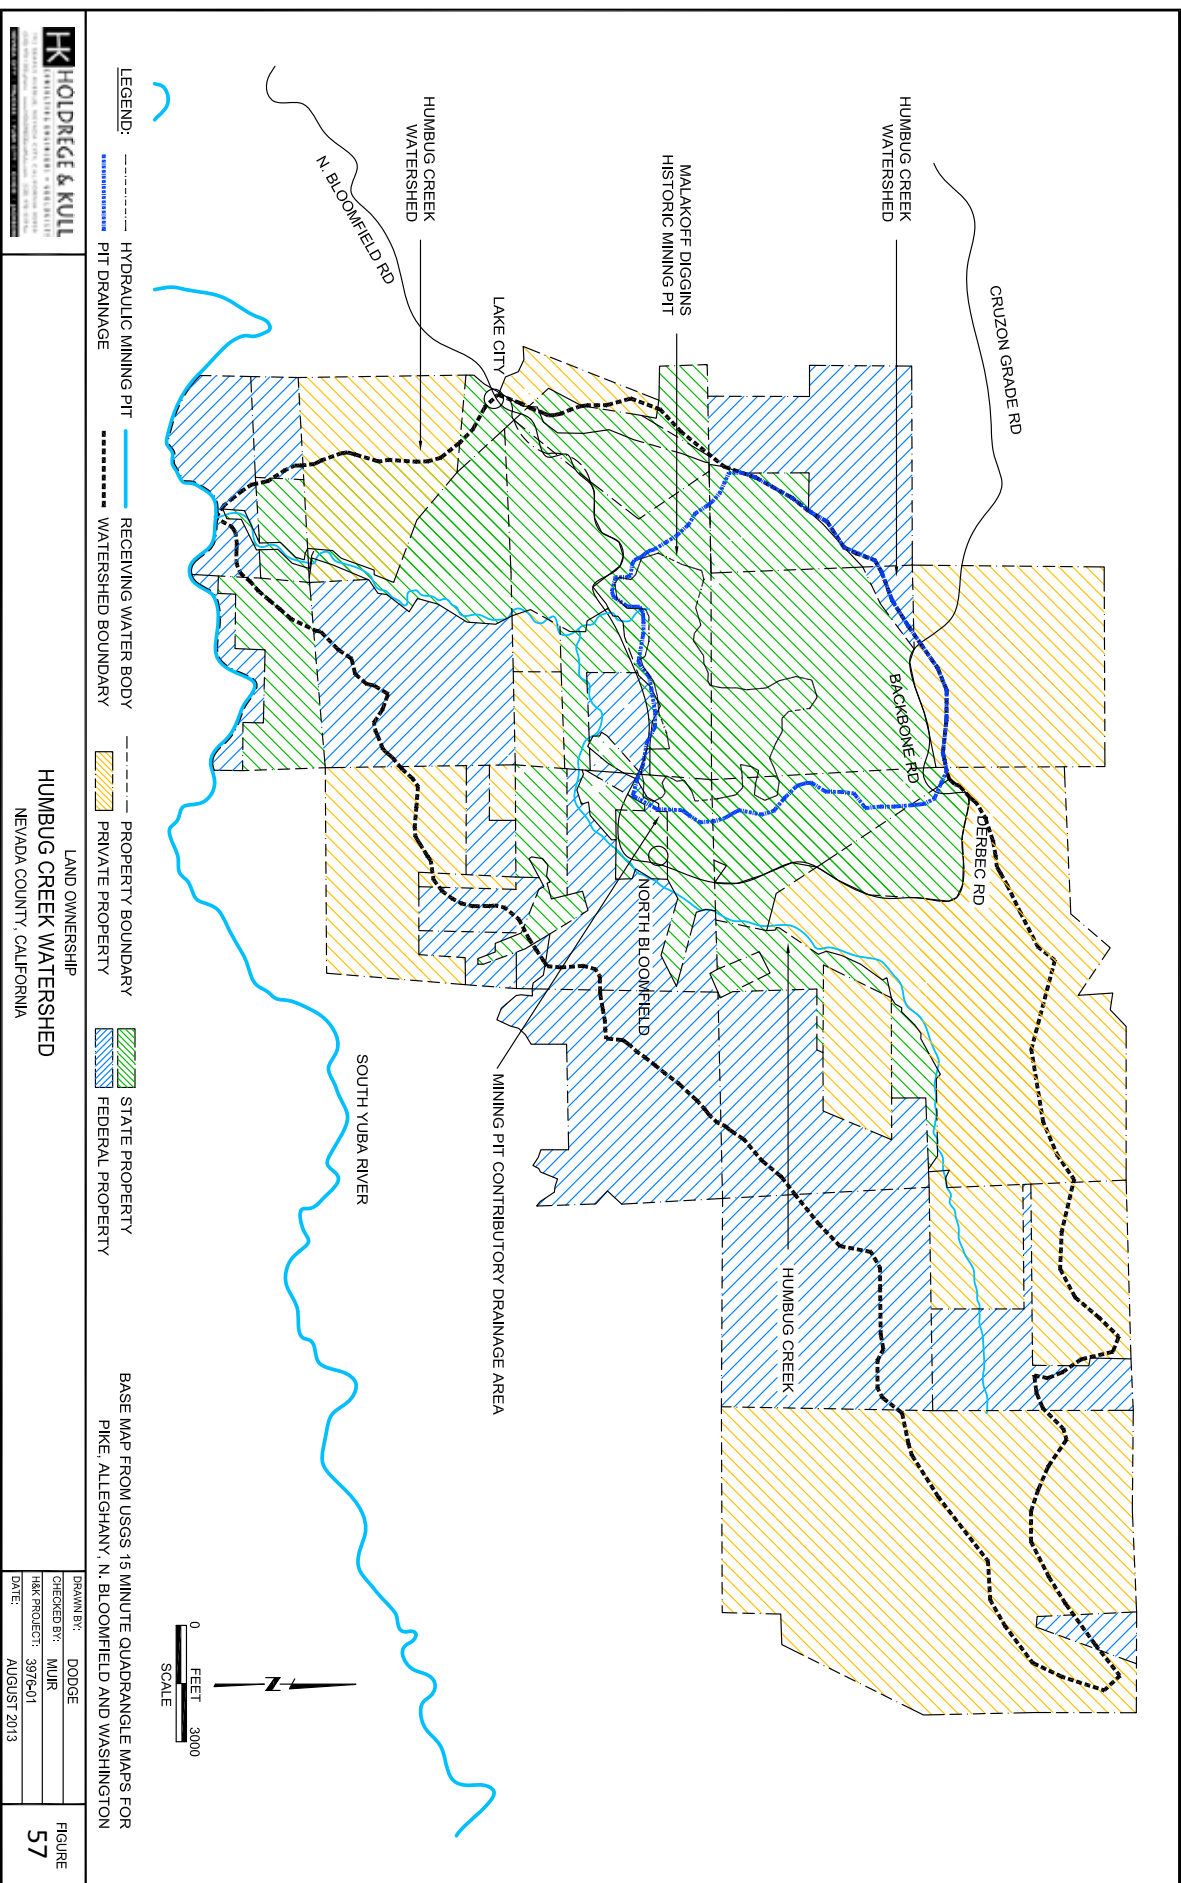 CRUZON GRADE RD
HUMBUG CREEK
WATERSHED
BACKBONE RD
DERBEC RD
MALAKOFF DIGGINS
HISTORIC MINING PIT
HUMBUG CREEK
NORTH BLOOMFIELD
LAKE CITY
MINING PIT CONTRIBUTORY DRAINAGE AREA
HUMBUG CREEK
WATERSHED
N. BLOOMFIELD RD
SOUTH YUBA RIVER
0
FEET
3000
SCALE
N
LEGEND:
HYDRAULIC MINING PIT
RECEIVING WATER BODY
PROPERTY BOUNDARY
STATE PROPERTY
PIT DRAINAGE
WATERSHED BOUNDARY
PRIVATE PROPERTY
FEDERAL PROPERTY
BASE MAP FROM USGS 15 MINUTE QUADRANGLE MAPS FOR
PIKE, ALLEGHANY, N. BLOOMFIELD AND WASHINGTON
HK HOLDREGE & KULL
CONSULTING ENGINEERS • GEOLOGISTS
LAND OWNERSHIP
HUMBUG CREEK WATERSHED
NEVADA COUNTY, CALIFORNIA
DRAWN BY: DODGE
CHECKED BY: MUIR
H&K PROJECT: 3976-01
DATE: AUGUST 2013
FIGURE
57